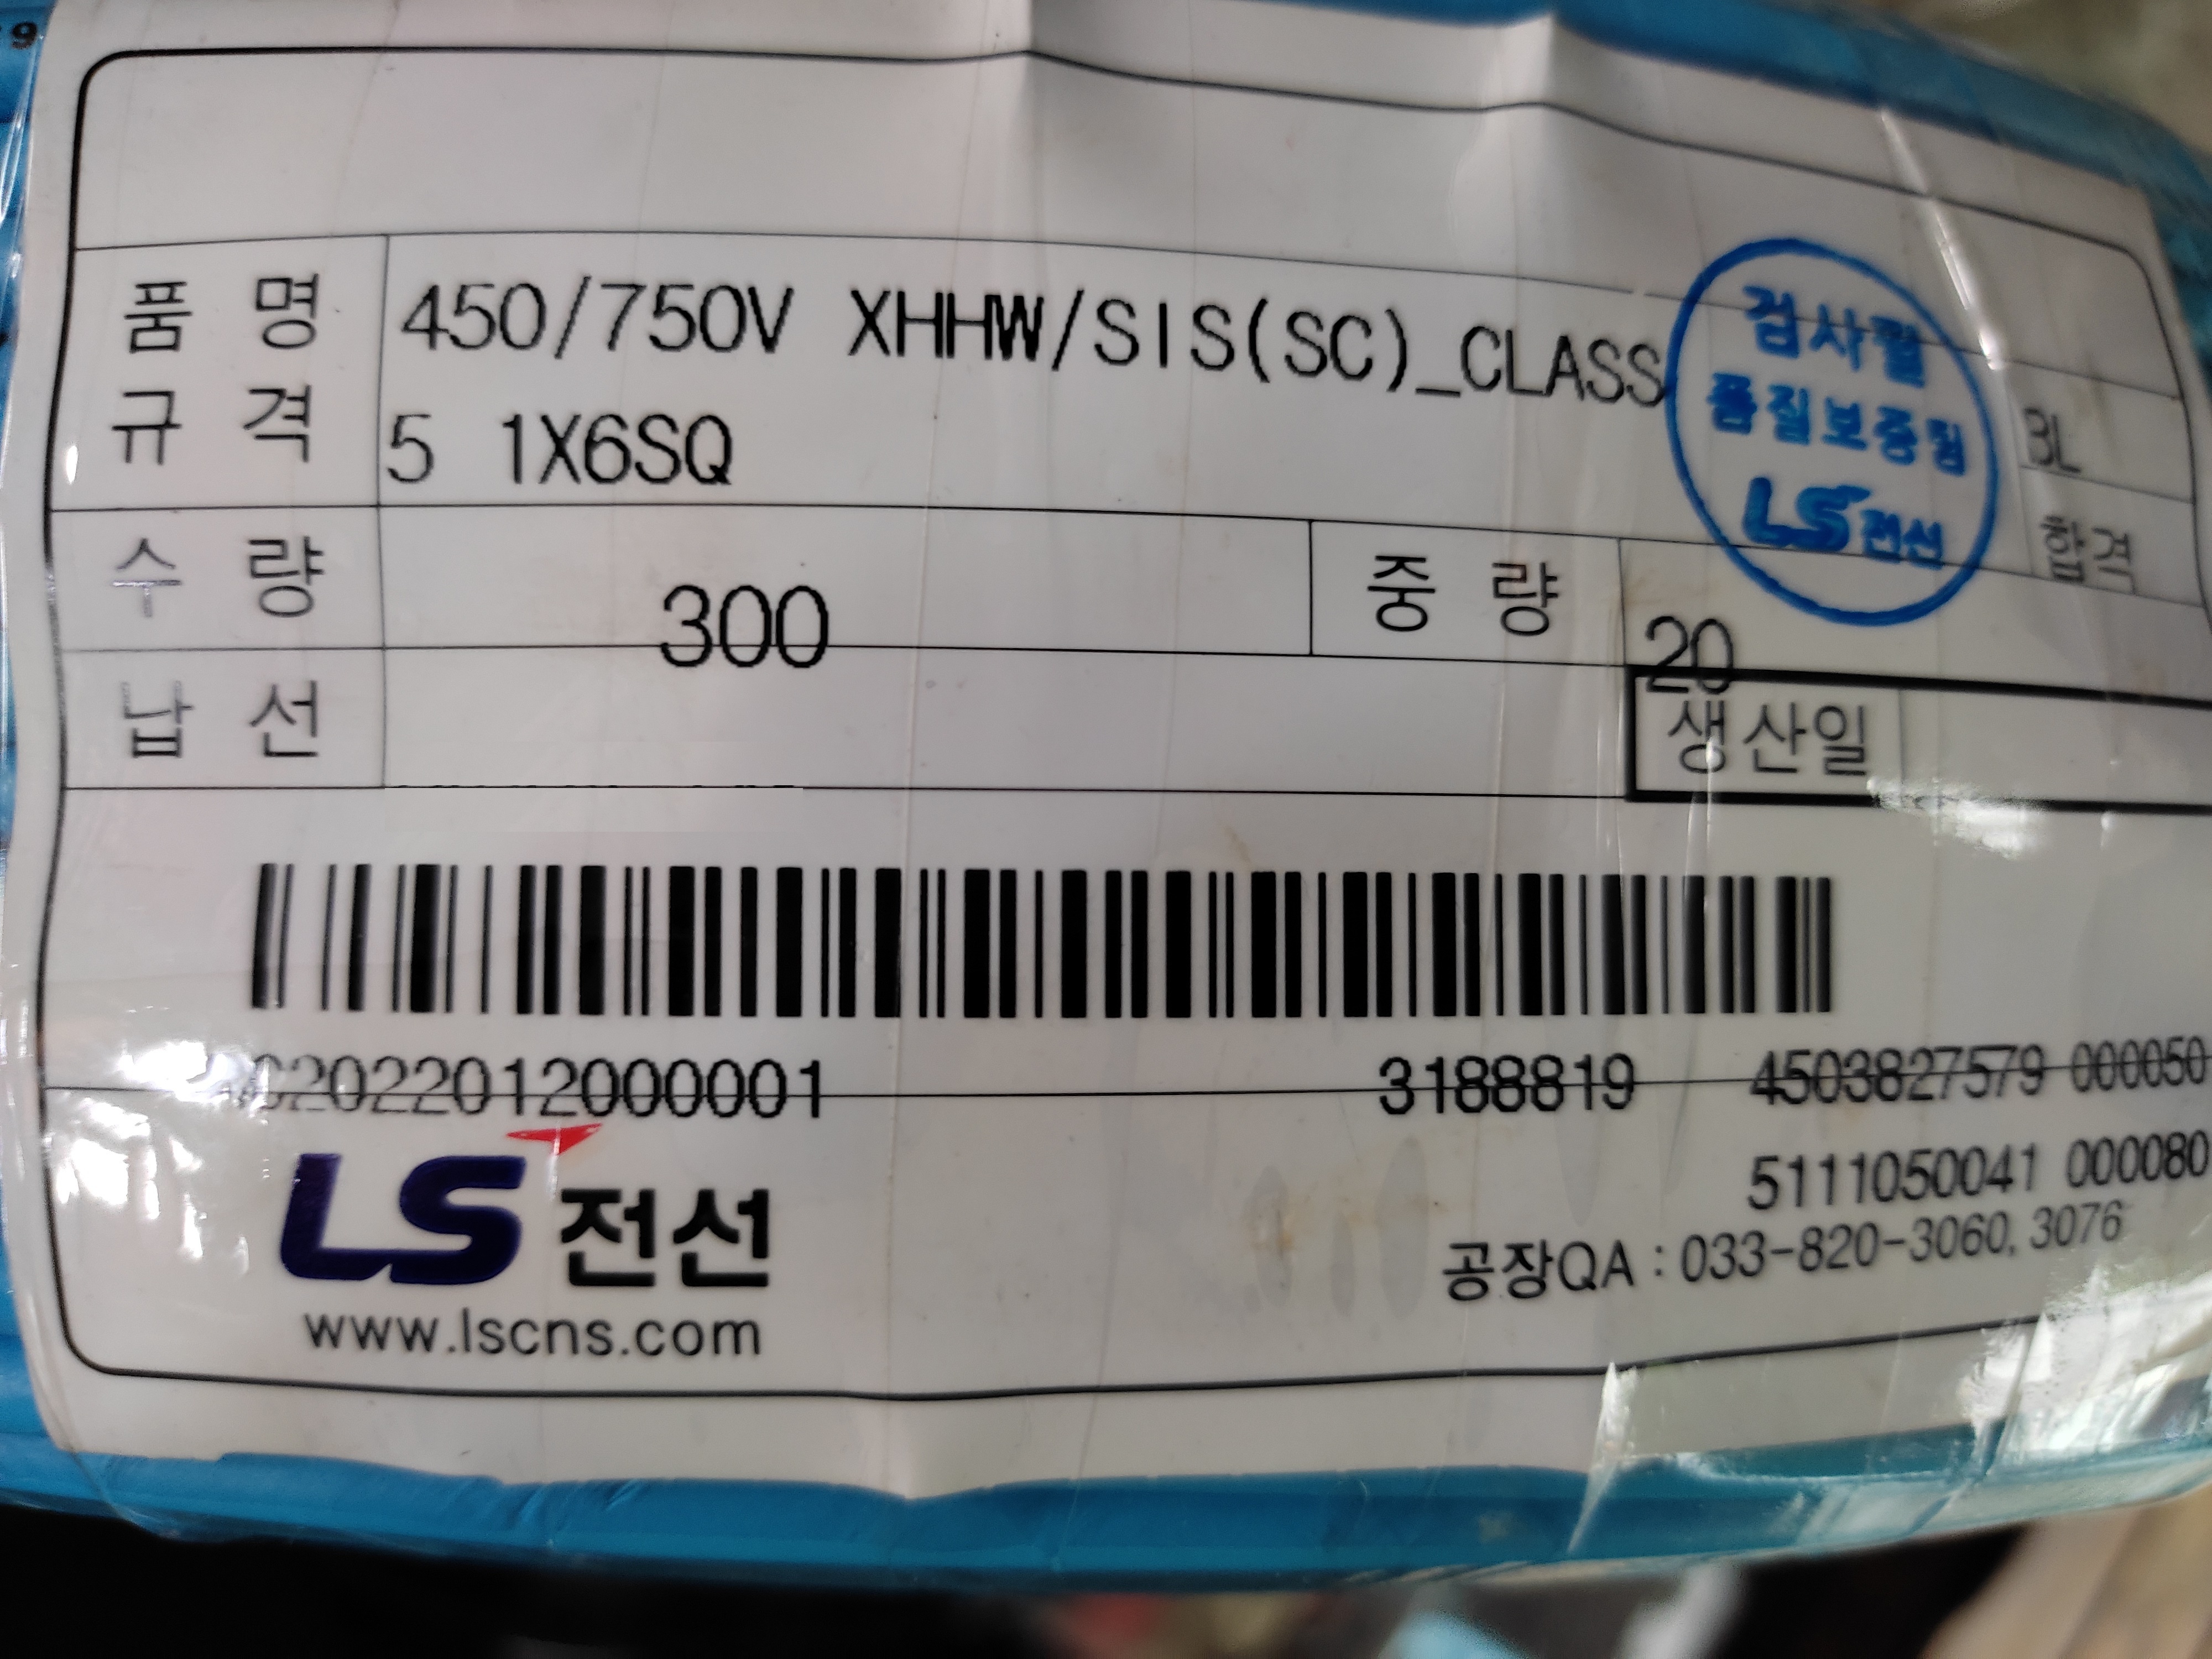 품 명 450/750V XHHW/SIS(SC)_CLASS
규 격 5 1X6SQ
검사필
품질보증팀
LS전선
BL
합격
수 량 300 중 량 20
납 선 생산일
C2022012000001 3188819 4503827579 000050
5111050041 000080
LS전선
공장QA : 033-820-3060, 3076
www.lscns.com